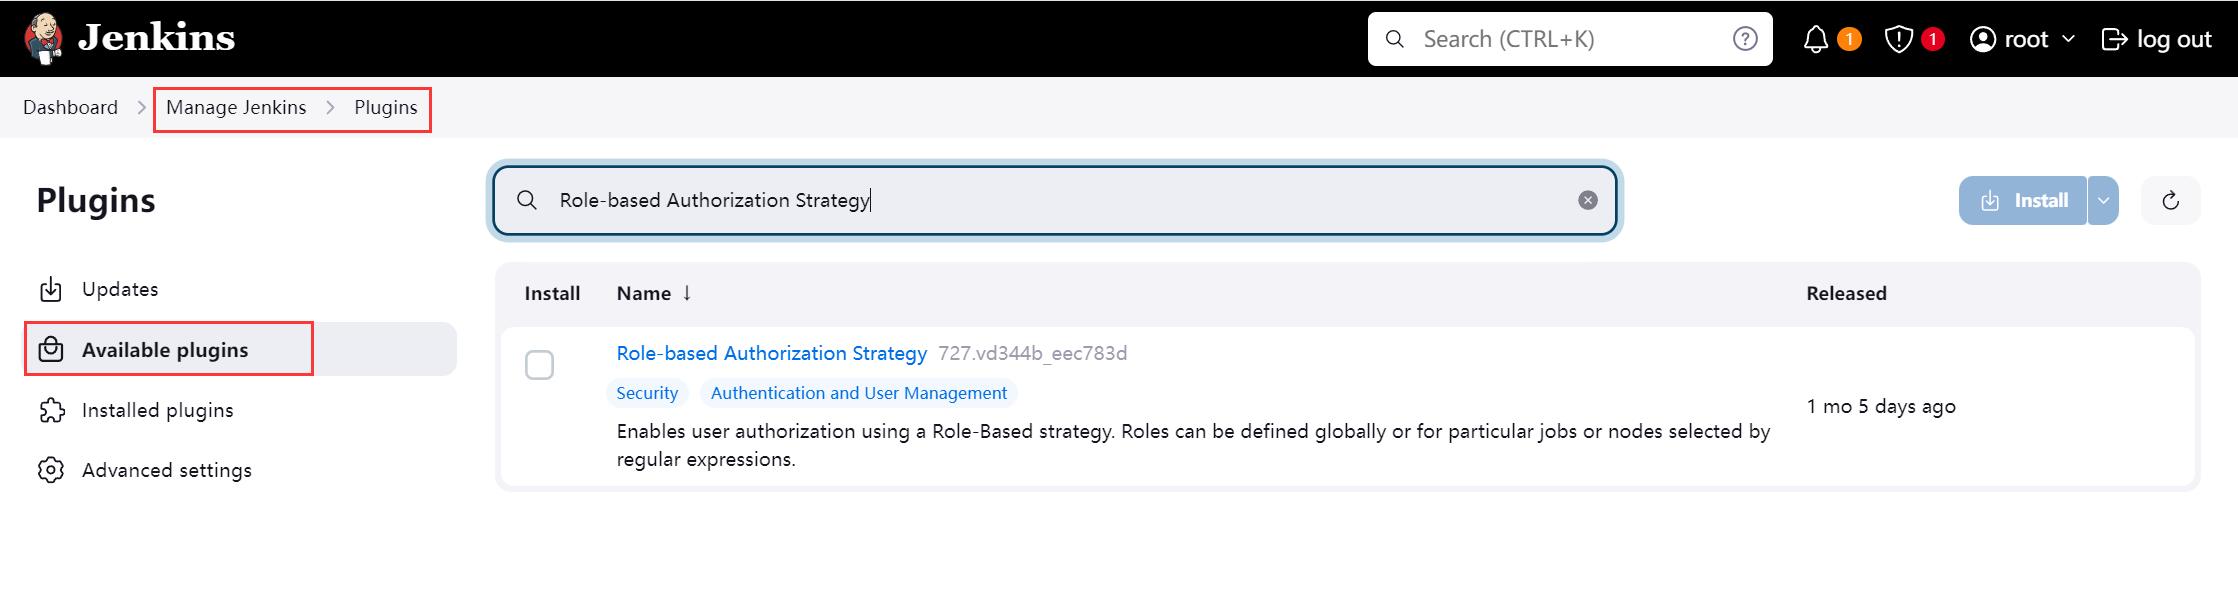 Jenkins
Search (CTRL+K)
?
1
1
root
log out
Dashboard
Manage Jenkins
Plugins
Plugins
Role-based Authorization Strategy
Install
Updates
Available plugins
Installed plugins
Advanced settings
Install
Name ↓
Released
Role-based Authorization Strategy 727.vd344b_eec783d
Security
Authentication and User Management
Enables user authorization using a Role-Based strategy. Roles can be defined globally or for particular jobs or nodes selected by
regular expressions.
1 mo 5 days ago